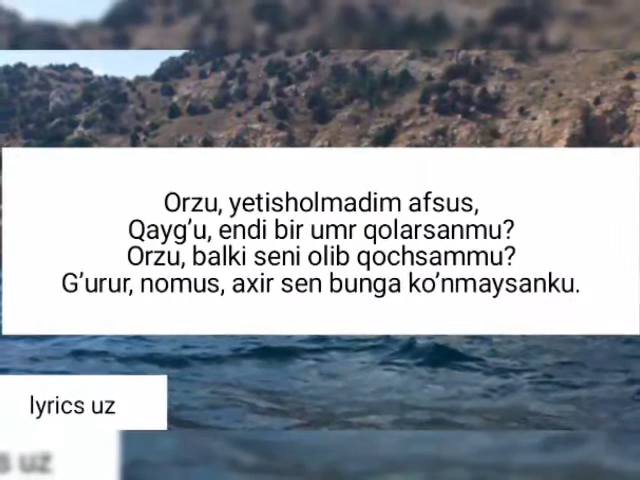 Orzu, yetisholmadim afsus,
Qayg’u, endi bir umr qolarsanmu?
Orzu, balki seni olib qochsammu?
G’urur, nomus, axir sen bunga ko’nmaysanku.
lyrics uz
s uz